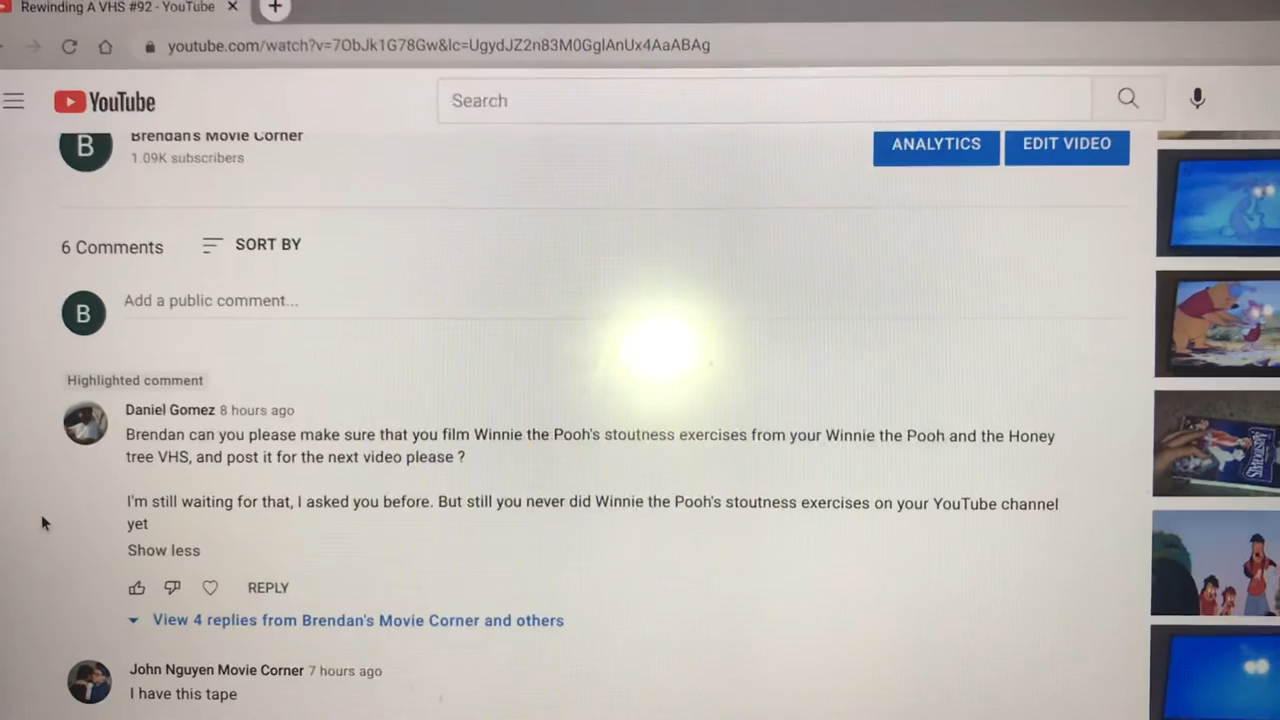 Rewinding A VHS #92 - YouTube
youtube.com/watch?v=7ObJk1G78Gw&lc=UgydJZ2n83M0GglAnUx4AaABAg
YouTube
Search
B
Brendan's Movie Corner
1.09K subscribers
ANALYTICS
EDIT VIDEO
6 Comments
SORT BY
B
Add a public comment...
Highlighted comment
Daniel Gomez 8 hours ago
Brendan can you please make sure that you film Winnie the Pooh's stoutness exercises from your Winnie the Pooh and the Honey
tree VHS, and post it for the next video please ?
I'm still waiting for that, I asked you before. But still you never did Winnie the Pooh's stoutness exercises on your YouTube channel
yet
Show less
REPLY
View 4 replies from Brendan's Movie Corner and others
John Nguyen Movie Corner 7 hours ago
I have this tape